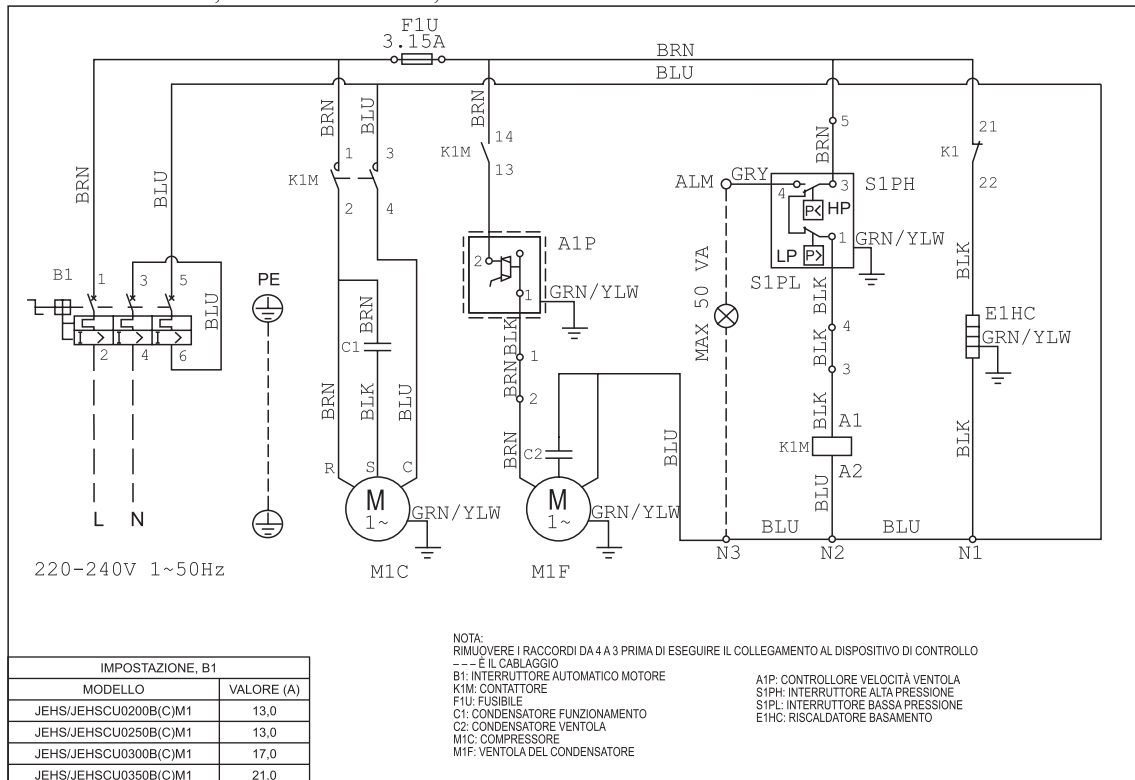 F1U
3.15A
BRN
BLU
BRN
BLU
BRN
BLU
BRN
14
K1M
13
1
3
K1M
2
4
5
BRN
21
K1
22
ALM
GRY
4
3
S1PH
P<
HP
1
GRN/YLW
LP
P>
S1PL
A1P
2
1
GRN/YLW
B1
1
3
5
BLU
2
4
6
PE
L
N
220-240V 1~50Hz
BRN
C1
BRN
BLK
BLU
R
S
C
M
1~
GRN/YLW
M1C
BLK
1
BRN
2
BRN
C2
M
1~
GRN/YLW
M1F
BLU
MAX 50 VA
BLK
4
BLK
3
BLK
A1
K1M
A2
BLU
BLK
E1HC
GRN/YLW
BLK
BLU
BLU
N3
N2
N1
NOTA:
RIMUOVERE I RACCORDI DA 4 A 3 PRIMA DI ESEGUIRE IL COLLEGAMENTO AL DISPOSITIVO DI CONTROLLO
– – – È IL CABLAGGIO
B1: INTERRUTTORE AUTOMATICO MOTORE
K1M: CONTATTORE
F1U: FUSIBILE
C1: CONDENSATORE FUNZIONAMENTO
C2: CONDENSATORE VENTOLA
M1C: COMPRESSORE
M1F: VENTOLA DEL CONDENSATORE
A1P: CONTROLLORE VELOCITÀ VENTOLA
S1PH: INTERRUTTORE ALTA PRESSIONE
S1PL: INTERRUTTORE BASSA PRESSIONE
E1HC: RISCALDATORE BASAMENTO
IMPOSTAZIONE, B1
MODELLO VALORE (A)
JEHS/JEHSCU0200B(C)M1 13,0
JEHS/JEHSCU0250B(C)M1 13,0
JEHS/JEHSCU0300B(C)M1 17,0
JEHS/JEHSCU0350B(C)M1 21,0